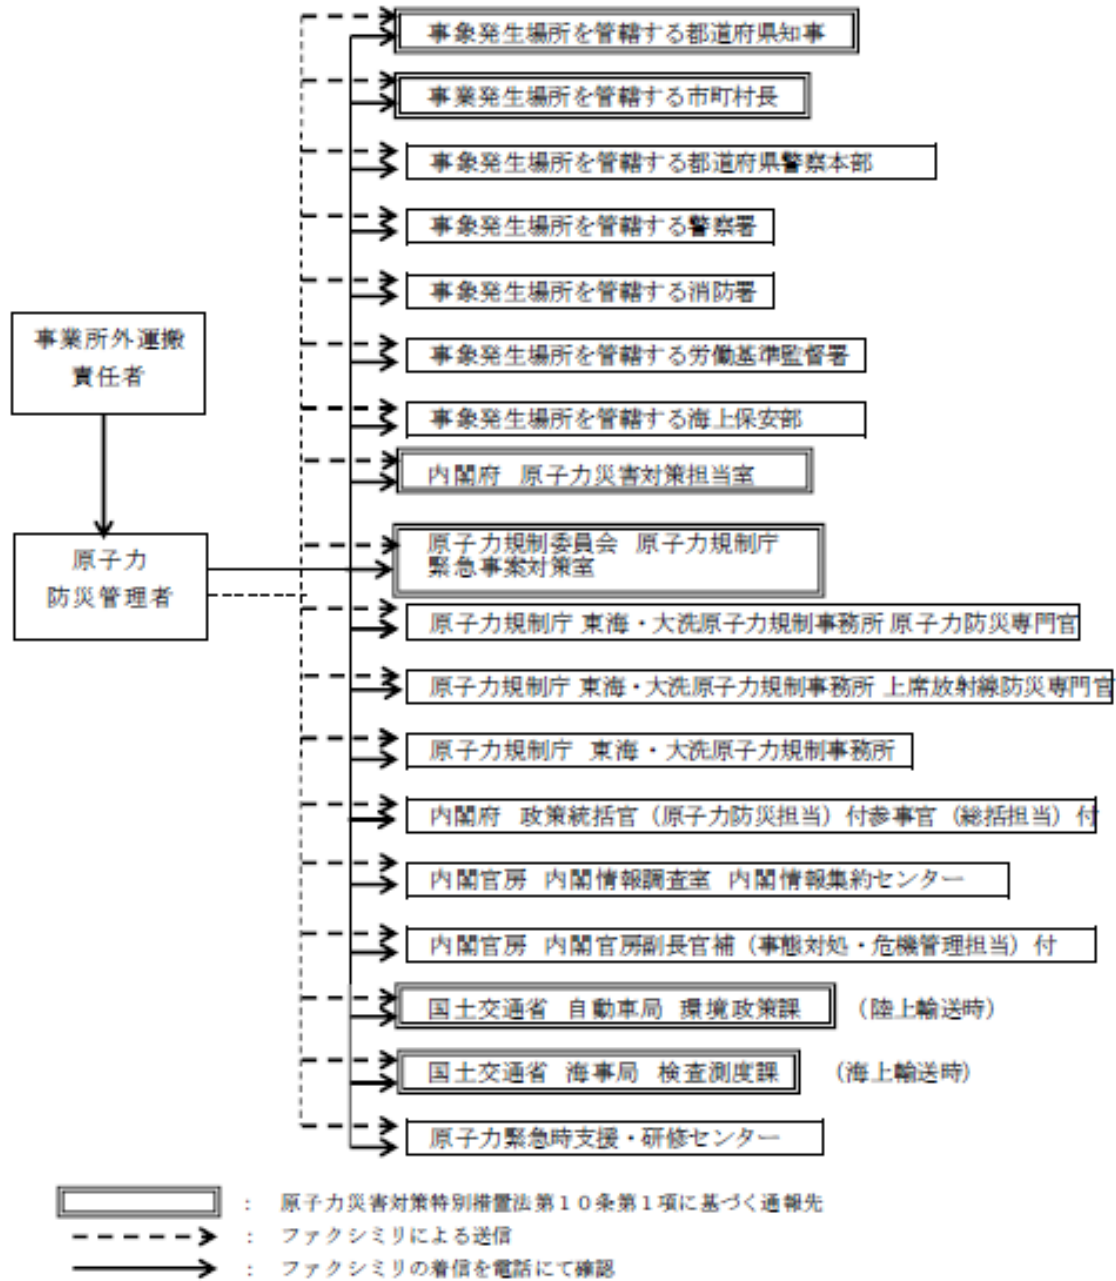 事象発生場所を管轄する都道府県知事
事業発生場所を管轄する市町村長
事象発生場所を管轄する都道府県警察本部
事象発生場所を管轄する警察署
事象発生場所を管轄する消防署
事業所外運搬
責任者
事象発生場所を管轄する労働基準監督署
事象発生場所を管轄する海上保安部
内閣府 原子力災害対策担当室
原子力
防災管理者
原子力規制委員会 原子力規制庁
緊急事案対策室
原子力規制庁 東海・大洗原子力規制事務所 原子力防災専門官
原子力規制庁 東海・大洗原子力規制事務所 上席放射線防災専門官
原子力規制庁 東海・大洗原子力規制事務所
内閣府 政策統括官（原子力防災担当）付参事官（総括担当）付
内閣官房 内閣情報調査室 内閣情報集約センター
内閣官房 内閣官房副長官補（事態対処・危機管理担当）付
国土交通省 自動車局 環境政策課 （陸上輸送時）
国土交通省 海事局 検査測度課 （海上輸送時）
原子力緊急時支援・研修センター
： 原子力災害対策特別措置法第１０条第１項に基づく通報先
： ファクシミリによる送信
： ファクシミリの着信を電話にて確認